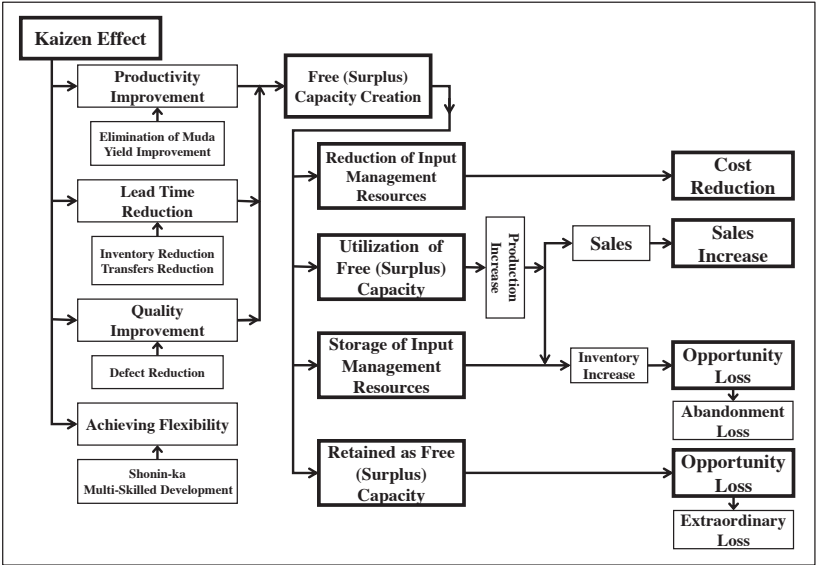 Kaizen Effect
Productivity
Improvement
Elimination of Muda
Yield Improvement
Lead Time
Reduction
Inventory Reduction
Transfers Reduction
Quality
Improvement
Defect Reduction
Achieving Flexibility
Shonin-ka
Multi-Skilled Development
Free (Surplus)
Capacity Creation
Reduction of Input
Management
Resources
Cost
Reduction
Utilization of
Free (Surplus)
Capacity
Production
Increase
Sales
Sales
Increase
Storage of Input
Management
Resources
Inventory
Increase
Opportunity
Loss
Abandonment
Loss
Retained as Free
(Surplus)
Capacity
Opportunity
Loss
Extraordinary
Loss